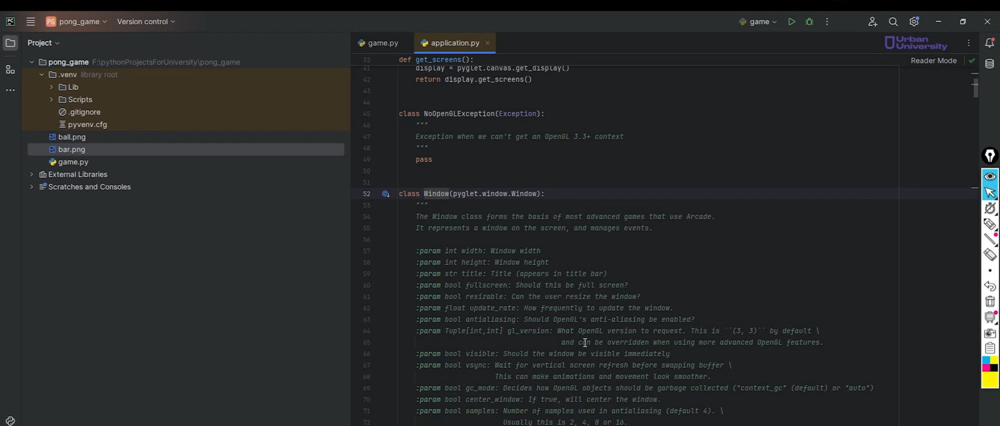 PC
PG pong_game
Version control
game
Project
game.py
application.py
Urban University
pong_game F:\pythonProjectsForUniversity\pong_game
.venv library root
Lib
Scripts
.gitignore
pyvenv.cfg
ball.png
bar.png
game.py
External Libraries
Scratches and Consoles
Reader Mode
32 def get_screens():
41 display = pyglet.canvas.get_display()
42 return display.get_screens()
43
44
45 class NoOpenGLException(Exception):
46 """
47 Exception when we can't get an OpenGL 3.3+ context
48 """
49 pass
50
51
52 class Window(pyglet.window.Window):
53 """
54 The Window class forms the basis of most advanced games that use Arcade.
55 It represents a window on the screen, and manages events.
56
57 :param int width: Window width
58 :param int height: Window height
59 :param str title: Title (appears in title bar)
60 :param bool fullscreen: Should this be full screen?
61 :param bool resizable: Can the user resize the window?
62 :param float update_rate: How frequently to update the window.
63 :param bool antialiasing: Should OpenGL's anti-aliasing be enabled?
64 :param Tuple[int,int] gl_version: What OpenGL version to request. This is ``(3, 3)`` by default \
65 and can be overridden when using more advanced OpenGL features.
66 :param bool visible: Should the window be visible immediately
67 :param bool vsync: Wait for vertical screen refresh before swapping buffer \
68 This can make animations and movement look smoother.
69 :param bool gc_mode: Decides how OpenGL objects should be garbage collected ("context_gc" (default) or "auto")
70 :param bool center_window: If true, will center the window.
71 :param bool samples: Number of samples used in antialiasing (default 4). \
72 Usually this is 2, 4, 8 or 16.